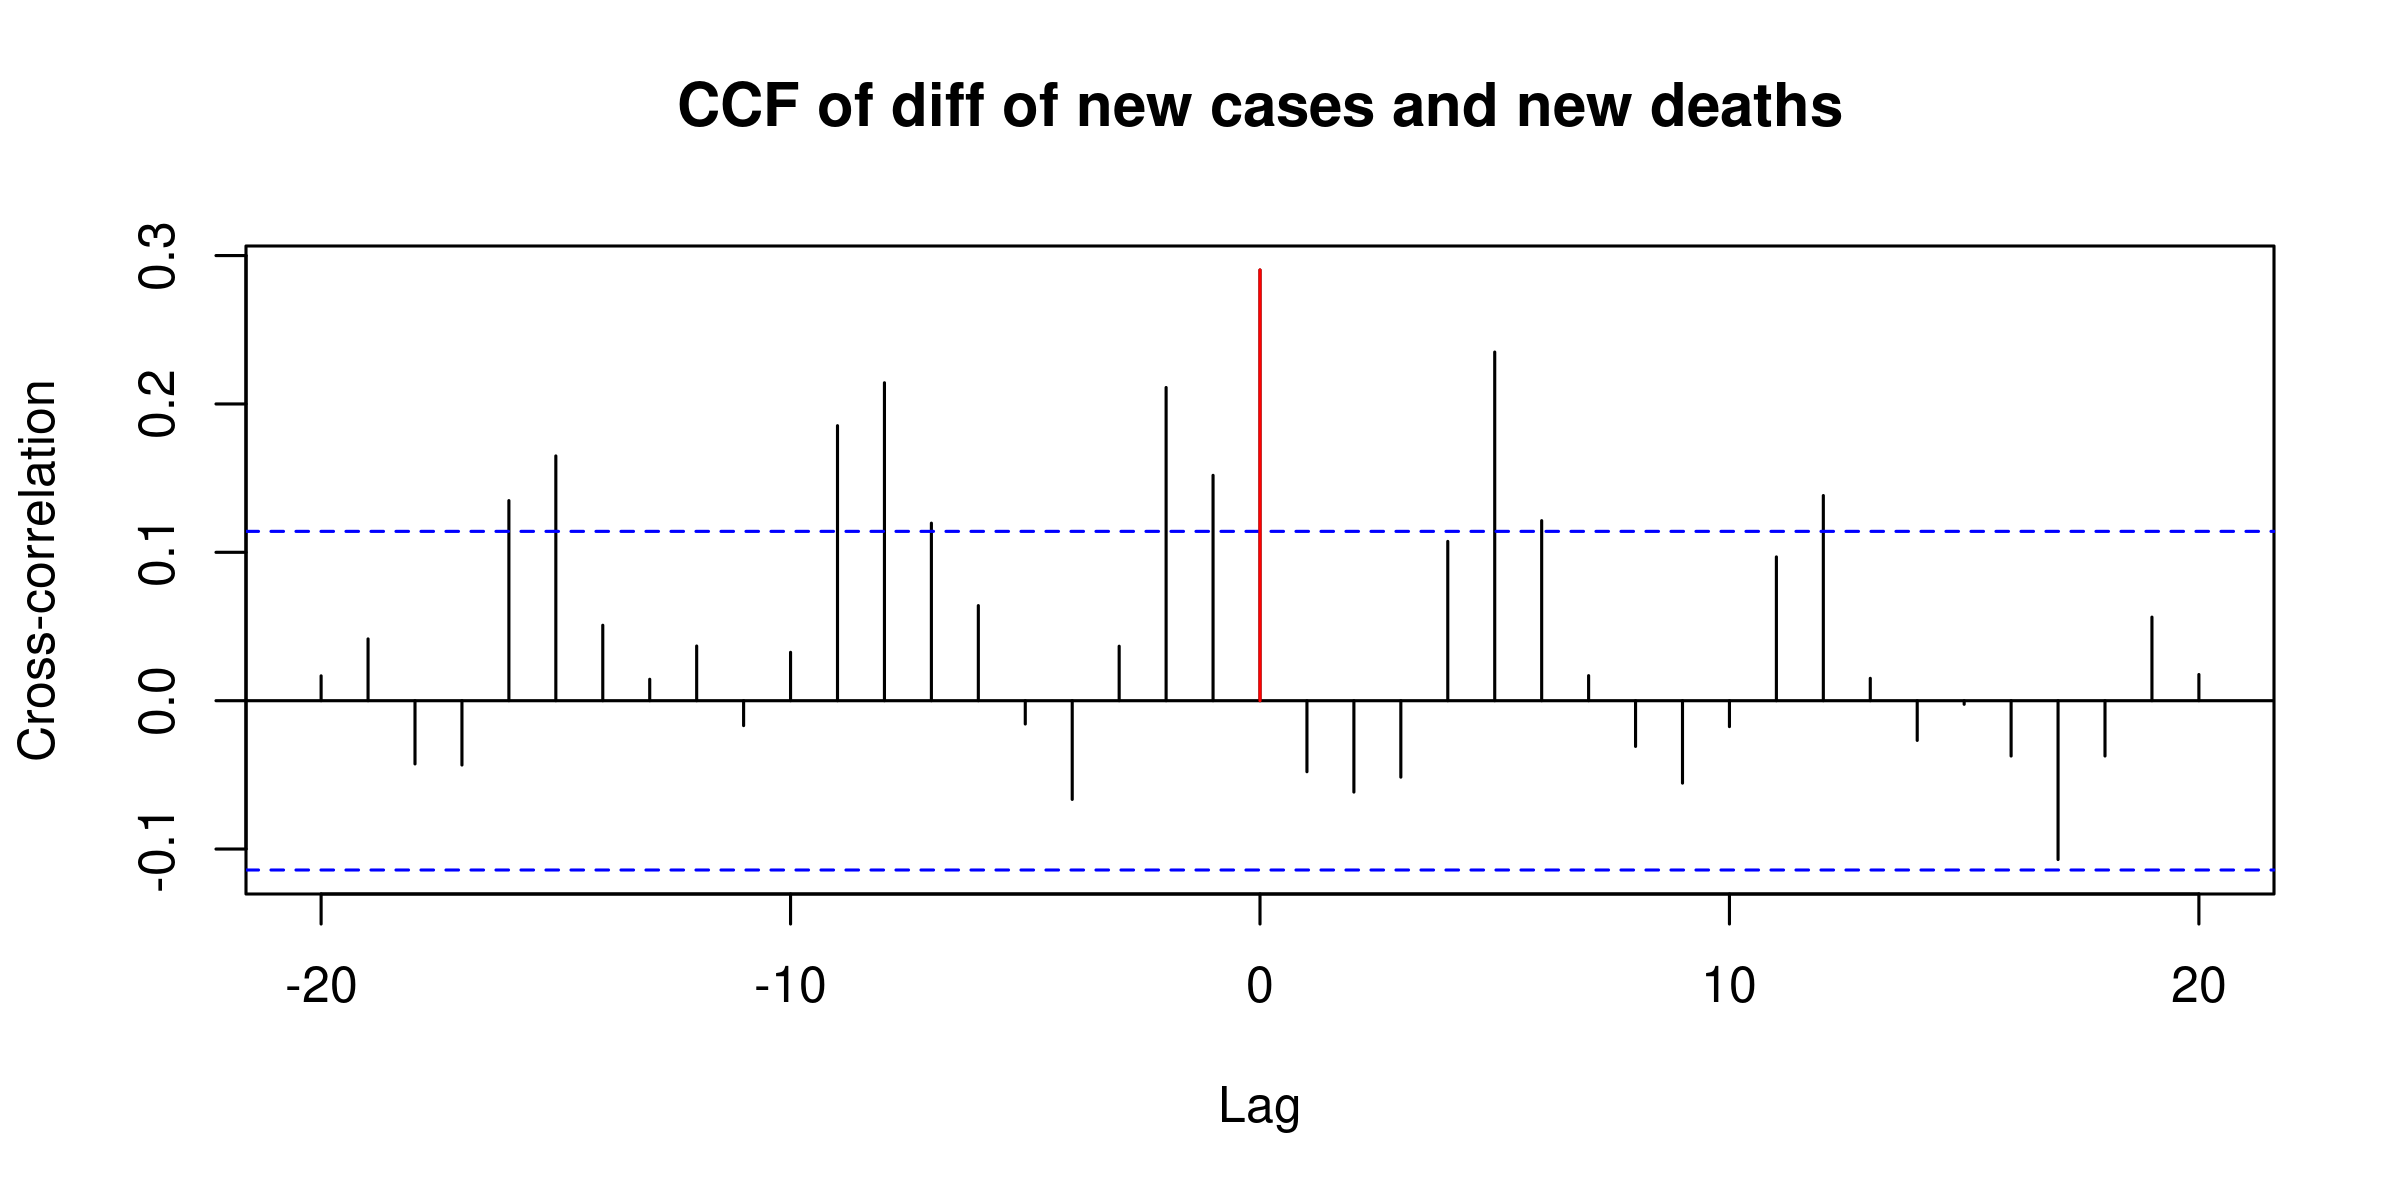 CCF of diff of new cases and new deaths
Cross-correlation
0.3
0.2
0.1
0.0
-0.1
-20 -10 0 10 20
Lag